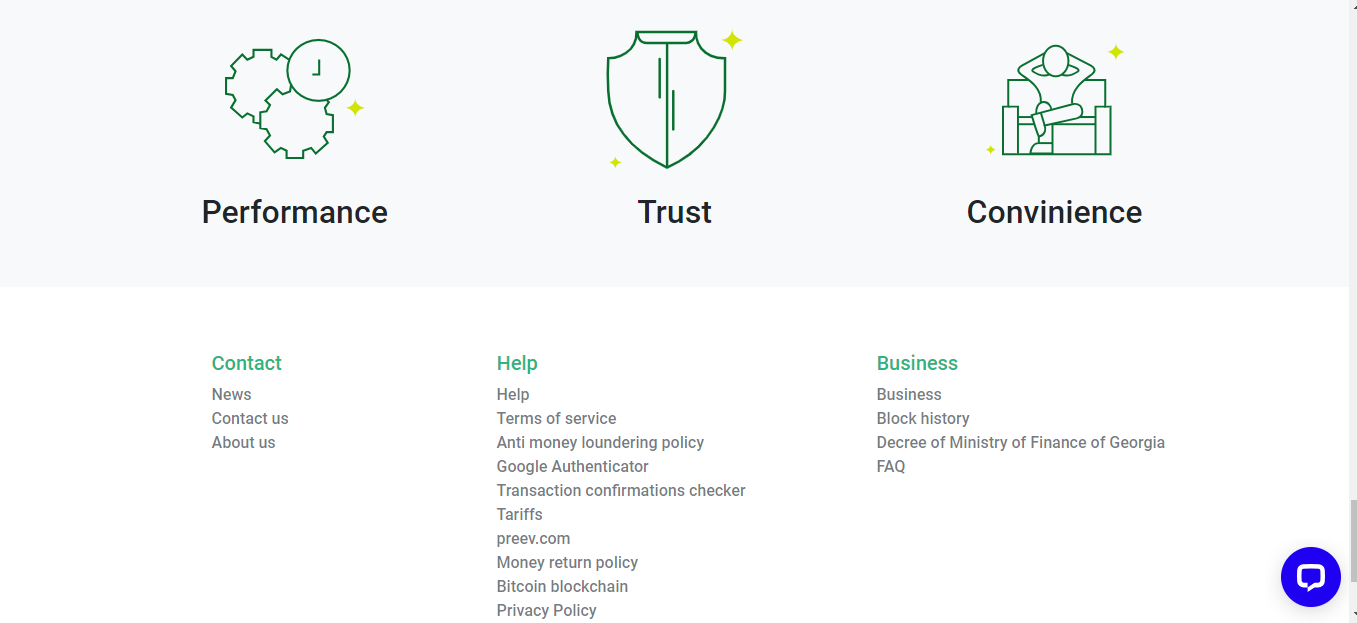 Performance
Trust
Convinience
Contact
News
Contact us
About us
Help
Help
Terms of service
Anti money loundering policy
Google Authenticator
Transaction confirmations checker
Tariffs
preev.com
Money return policy
Bitcoin blockchain
Privacy Policy
Business
Business
Block history
Decree of Ministry of Finance of Georgia
FAQ